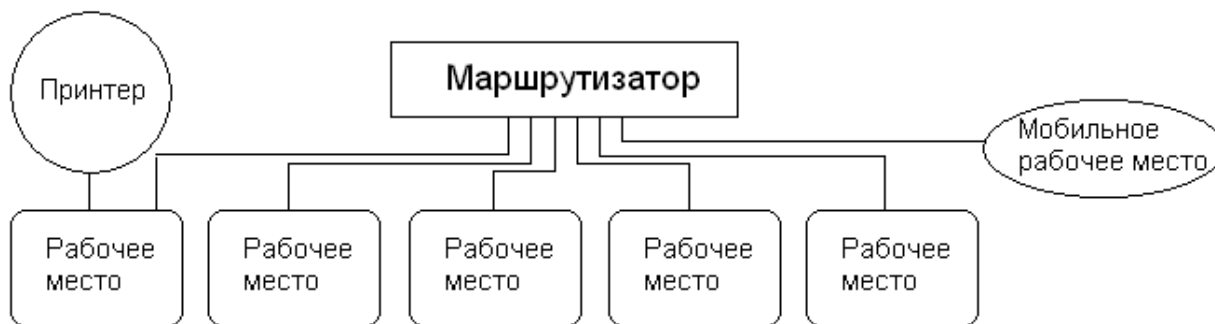 Принтер
Маршрутизатор
Мобильное
рабочее место
Рабочее
место
Рабочее
место
Рабочее
место
Рабочее
место
Рабочее
место